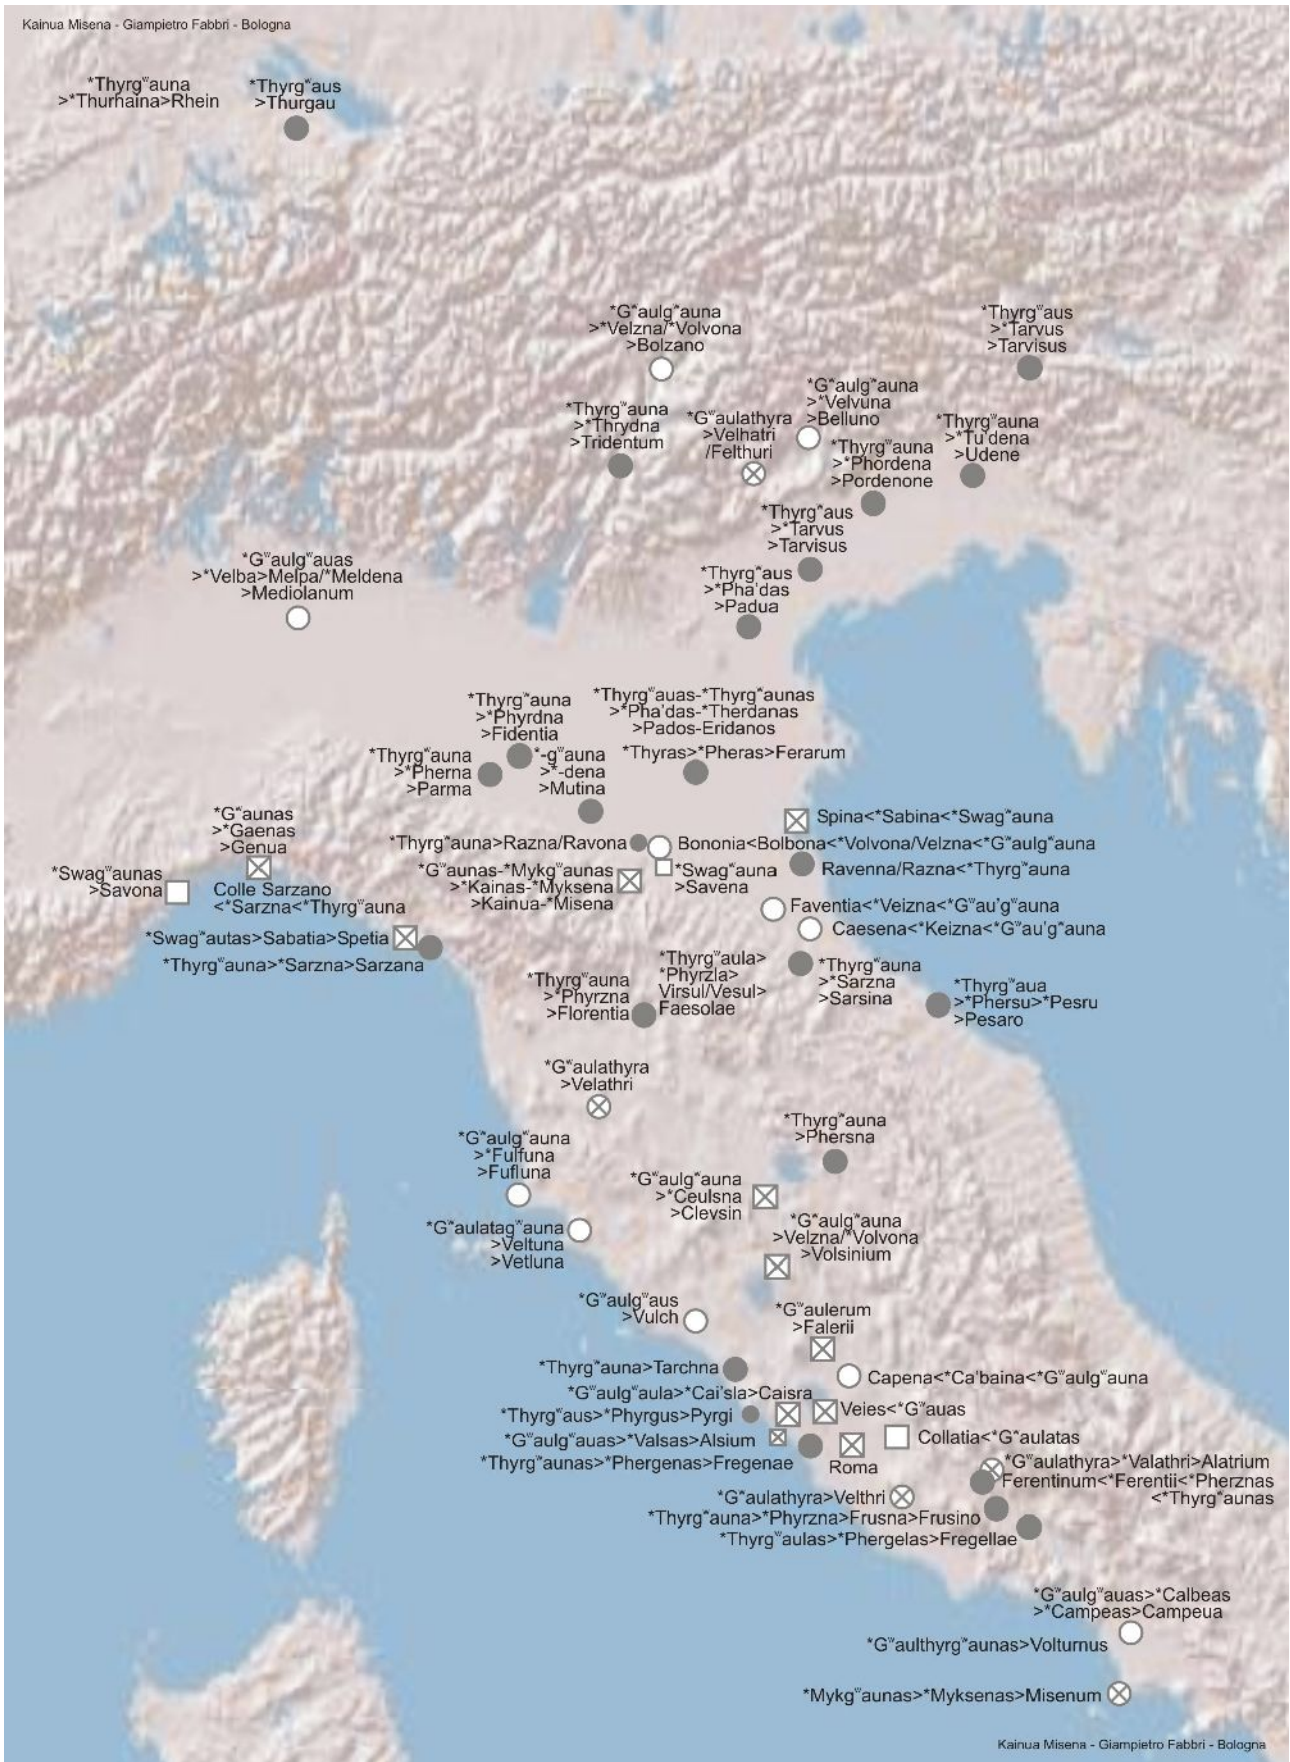 Kainua Misena - Giampietro Fabbri - Bologna
*Thyrgʷauna
>*Thurhaina>Rhein
*Thyrgʷaus
>Thurgau
*Gʷaulgʷauna
>*Velzna/*Volvona
>Bolzano
*Thyrgʷaus
>*Tarvus
>Tarvisus
*Thyrgʷauna
>*Thrydna
>Tridentum
*Gʷaulathyra
>Velhatri
/Felthuri
*Gʷaulgʷauna
>*Velvuna
>Belluno
*Thyrgʷauna
>*Phordena
>Pordenone
*Thyrgʷauna
>*Tu'dena
>Udene
*Thyrgʷaus
>*Tarvus
>Tarvisus
*Gʷaulgʷauas
>*Velba>Melpa/*Meldena
>Mediolanum
*Thyrgʷaus
>*Pha'das
>Padua
*Thyrgʷauna
>*Phyrdna
>Fidentia
*Thyrgʷauas-*Thyrgʷaunas
>*Pha'das-*Therdanas
>Pados-Eridanos
*Thyras>*Pheras>Ferarum
*Thyrgʷauna
>*Pherna
>Parma
*-gʷauna
>*-dena
>Mutina
*Gʷaunas
>*Gaenas
>Genua
Spina<*Sabina<*Swagʷauna
*Thyrgʷauna>Razna/Ravona
Bononia<Bolbona<*Volvona/Velzna<*Gʷaulgʷauna
*Swagʷaunas
>Savona
Colle Sarzano
<*Sarzna<*Thyrgʷauna
*Gʷaunas-*Mykgʷaunas
>*Kainas-*Myksena
>Kainua-*Misena
*Swagʷauna
>Savena
Ravenna/Razna<*Thyrgʷauna
Faventia<*Veizna<*Gʷau'gʷauna
Caesena<*Keizna<*Gʷau'gʷauna
*Swagʷautas>Sabatia>Spetia
*Thyrgʷauna>*Sarzna>Sarzana
*Thyrgʷauna
>*Phyrzna
>Florentia
*Thyrgʷaula>
*Phyrzla>
Virsul/Vesul>
Faesolae
*Thyrgʷauna
>*Sarzna
>Sarsina
*Thyrgʷaua
>*Phersu>*Pesru
>Pesaro
*Gʷaulathyra
>Velathri
*Thyrgʷauna
>Phersna
*Gʷaulgʷauna
>*Fulfuna
>Fufluna
*Gʷaulgʷauna
>*Ceulsna
>Clevsin
*Gʷaulatagʷauna
>Veltuna
>Vetluna
*Gʷaulgʷauna
>Velzna/*Volvona
>Volsinium
*Gʷaulgʷaus
>Vulch
*Gʷaulerum
>Falerii
*Thyrgʷauna>Tarchna
Capena<*Ca'baina<*Gʷaulgʷauna
*Gʷaulgʷaula>*Cai'sla>Caisra
*Thyrgʷaus>*Phyrgus>Pyrgi
Veies<*Gʷauas
*Gʷaulgʷauas>*Valsas>Alsium
Collatia<*Gʷaulatas
*Thyrgʷaunas>*Phergenas>Fregenae
Roma
*Gʷaulathyra>*Valathri>Alatrium
Ferentinum<*Ferentii<*Pherznas
<*Thyrgʷaunas
*Gʷaulathyra>Velthri
*Thyrgʷauna>*Phyrzna>Frusna>Frusino
*Thyrgʷaulas>*Phergelas>Fregellae
*Gʷaulgʷauas>*Calbeas
>*Campeas>Campeua
*Gʷaulthyrgʷaunas>Volturnus
*Mykgʷaunas>*Myksenas>Misenum
Kainua Misena - Giampietro Fabbri - Bologna